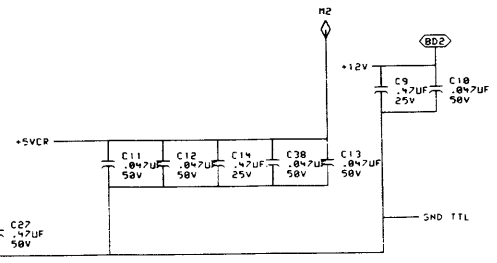 M2
BD2
+12V
C9
.47UF
25V
C10
.047UF
50V
+5VCR
C11
.047UF
50V
C12
.047UF
50V
C14
.47UF
25V
C38
.047UF
50V
C13
.047UF
50V
GND TTL
C27
.47UF
50V